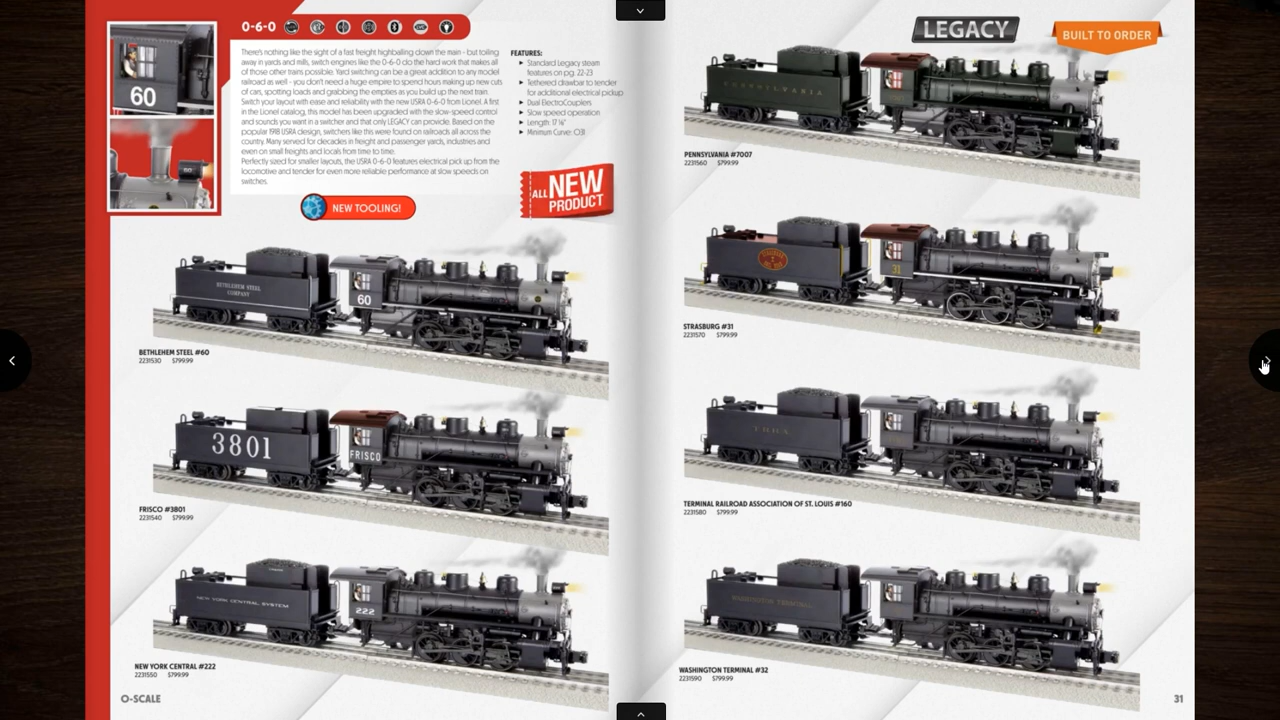 60
0-6-0
There's nothing like the sight of a fast freight highballing down the main - but toiling
away in yards and mills, switch engines like the 0-6-0 do the hard work that makes all
of those other trains possible. Yard switching can be a great addition to any model
railroad as well - you don't need a huge empire to spend hours making up new cuts
of cars, spotting loads and grabbing the empties as you build up the next train.
Switch your layout with ease and reliability with the new USRA 0-6-0 from Lionel. A first
in the Lionel catalog, this model has been upgraded with the slow-speed control
and sounds you want in a switcher and that only LEGACY can provide. Based on the
popular 1918 USRA design, switchers like this were found on railroads all across the
country. Many served for decades in freight and passenger yards, industries and
even on small freights and locals from time to time.
Perfectly sized for smaller layouts, the USRA 0-6-0 features electrical pick up from the
locomotive and tender for even more reliable performance at slow speeds on
switches.
FEATURES:
► Standard Legacy steam
features on pg. 22-23
► Tethered drawbar to tender
for additional electrical pickup
► Dual ElectroCouplers
► Slow speed operation
► Length: 17 ¼"
► Minimum Curve: O31
60
NEW TOOLING!
ALL NEW
PRODUCT
BETHLEHEM STEEL
COMPANY
60
BETHLEHEM STEEL #60
2231530 $799.99
3801
FRISCO
FRISCO #3801
2231540 $799.99
NEW YORK CENTRAL SYSTEM
222
NEW YORK CENTRAL #222
2231550 $799.99
O-SCALE
LEGACY
BUILT TO ORDER
PENNSYLVANIA
PENNSYLVANIA #7007
2231560 $799.99
31
STRASBURG #31
2231570 $799.99
TRRA
TERMINAL RAILROAD ASSOCIATION OF ST. LOUIS #160
2231580 $799.99
WASHINGTON TERMINAL
WASHINGTON TERMINAL #32
2231590 $799.99
31